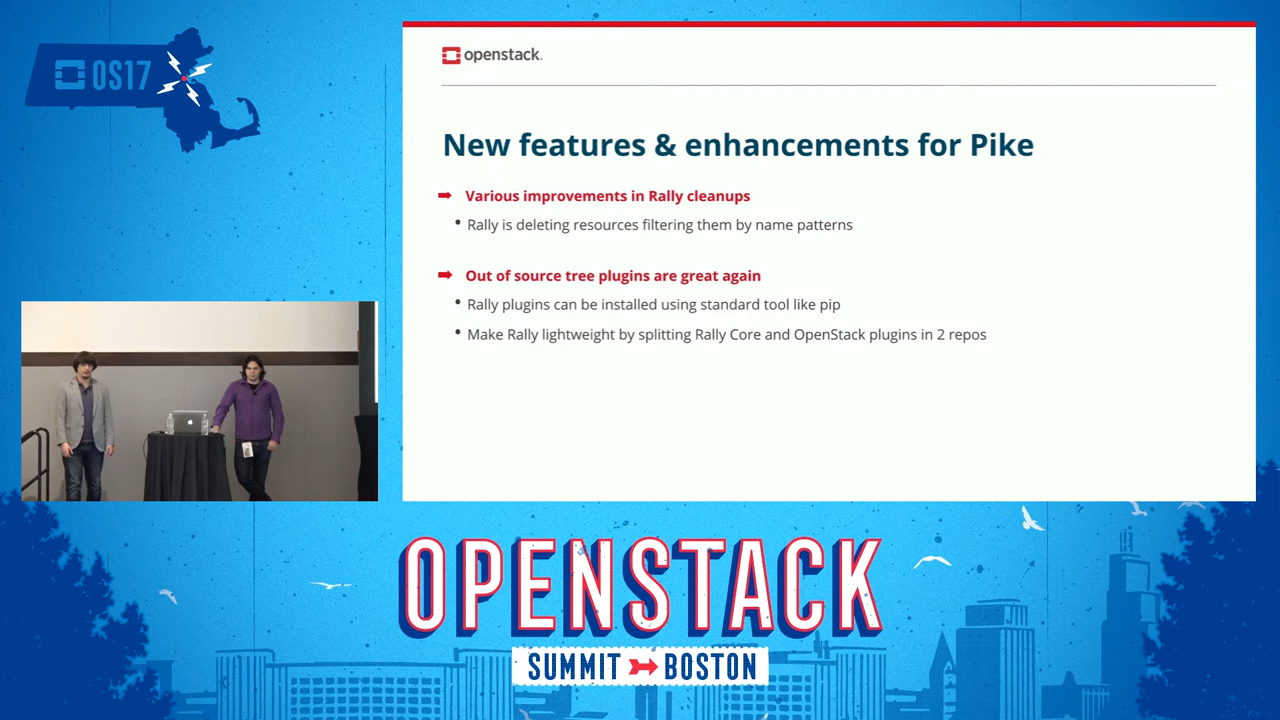 OS17
openstack.
New features & enhancements for Pike
Various improvements in Rally cleanups
• Rally is deleting resources filtering them by name patterns
Out of source tree plugins are great again
• Rally plugins can be installed using standard tool like pip
• Make Rally lightweight by splitting Rally Core and OpenStack plugins in 2 repos
OPENSTACK
SUMMIT BOSTON